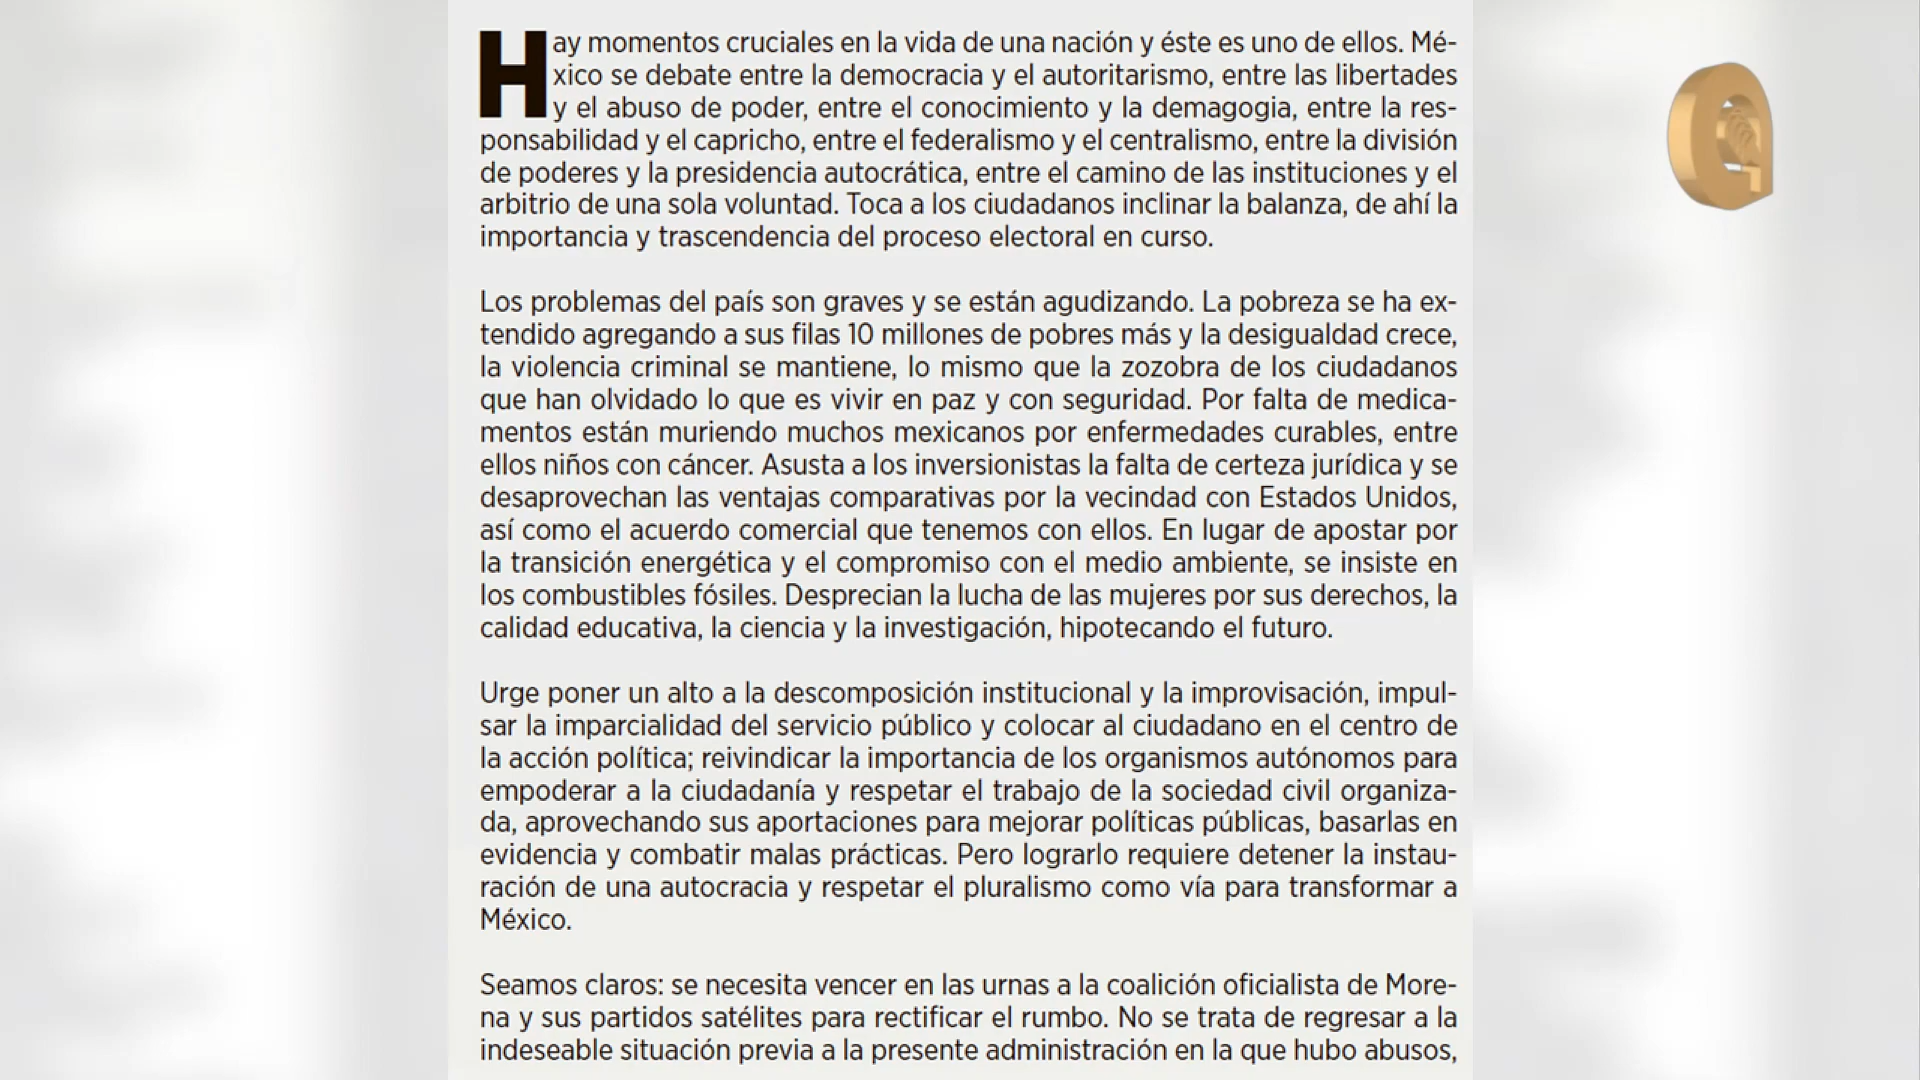 Hay momentos cruciales en la vida de una nación y éste es uno de ellos. Mé-
xico se debate entre la democracia y el autoritarismo, entre las libertades
y el abuso de poder, entre el conocimiento y la demagogia, entre la res-
ponsabilidad y el capricho, entre el federalismo y el centralismo, entre la división
de poderes y la presidencia autocrática, entre el camino de las instituciones y el
arbitrio de una sola voluntad. Toca a los ciudadanos inclinar la balanza, de ahí la
importancia y trascendencia del proceso electoral en curso.
Los problemas del país son graves y se están agudizando. La pobreza se ha ex-
tendido agregando a sus filas 10 millones de pobres más y la desigualdad crece,
la violencia criminal se mantiene, lo mismo que la zozobra de los ciudadanos
que han olvidado lo que es vivir en paz y con seguridad. Por falta de medica-
mentos están muriendo muchos mexicanos por enfermedades curables, entre
ellos niños con cáncer. Asusta a los inversionistas la falta de certeza jurídica y se
desaprovechan las ventajas comparativas por la vecindad con Estados Unidos,
así como el acuerdo comercial que tenemos con ellos. En lugar de apostar por
la transición energética y el compromiso con el medio ambiente, se insiste en
los combustibles fósiles. Desprecian la lucha de las mujeres por sus derechos, la
calidad educativa, la ciencia y la investigación, hipotecando el futuro.
Urge poner un alto a la descomposición institucional y la improvisación, impul-
sar la imparcialidad del servicio público y colocar al ciudadano en el centro de
la acción política; reivindicar la importancia de los organismos autónomos para
empoderar a la ciudadanía y respetar el trabajo de la sociedad civil organiza-
da, aprovechando sus aportaciones para mejorar políticas públicas, basarlas en
evidencia y combatir malas prácticas. Pero lograrlo requiere detener la instau-
ración de una autocracia y respetar el pluralismo como vía para transformar a
México.
Seamos claros: se necesita vencer en las urnas a la coalición oficialista de More-
na y sus partidos satélites para rectificar el rumbo. No se trata de regresar a la
indeseable situación previa a la presente administración en la que hubo abusos,